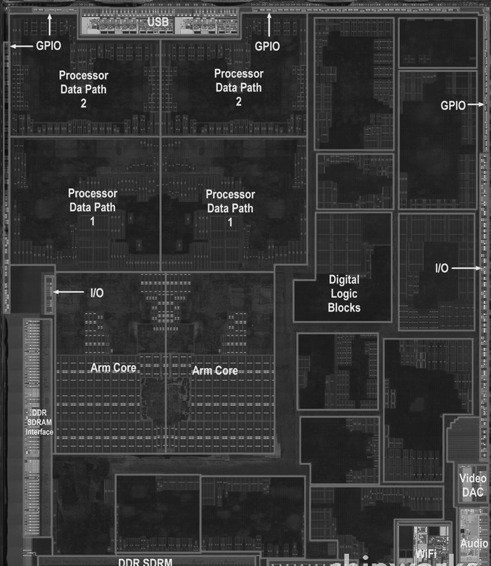 USB
GPIO
GPIO
Processor
Data Path
2
Processor
Data Path
2
GPIO
Processor
Data Path
1
Processor
Data Path
1
I/O
I/O
Digital
Logic
Blocks
Arm Core
Arm Core
DDR
SDRAM
Interface
Video
DAC
WiFi
Audio
DDR SDRM
chipworks